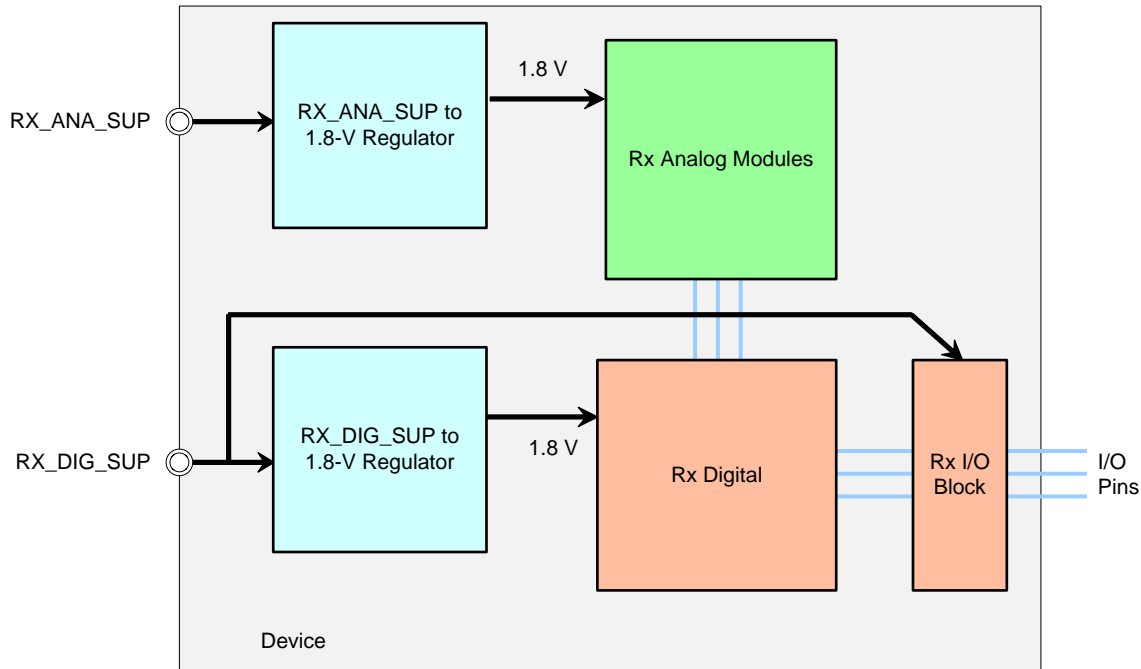 1.8 V
RX_ANA_SUP
RX_ANA_SUP to
1.8-V Regulator
Rx Analog Modules
RX_DIG_SUP
RX_DIG_SUP to
1.8-V Regulator
1.8 V
Rx Digital
Rx I/O
Block
I/O
Pins
Device